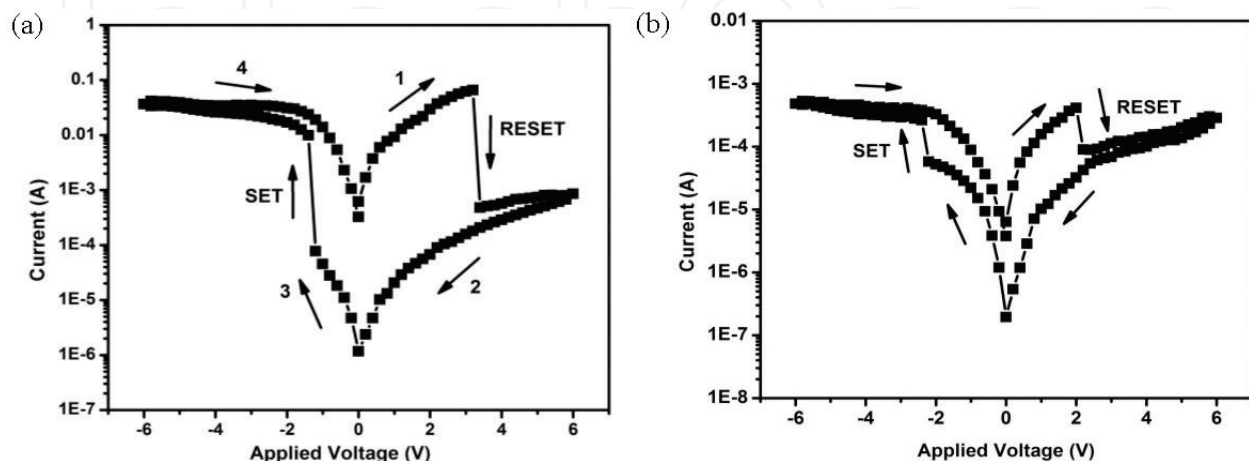 (a)
1
0.1
0.01
1E-3
1E-4
1E-5
1E-6
1E-7
Current (A)
4
1
RESET
SET
3
2
-6 -4 -2 0 2 4 6
Applied Voltage (V)
(b)
0.01
1E-3
1E-4
1E-5
1E-6
1E-7
1E-8
Current (A)
RESET
SET
-6 -4 -2 0 2 4 6
Applied Voltage (V)